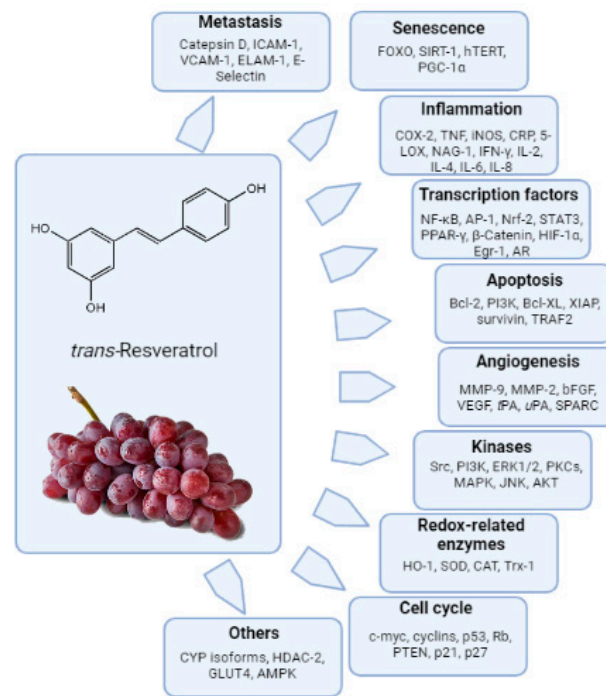 Metastasis
Catepsin D, ICAM-1,
VCAM-1, ELAM-1, E-
Selectin
Senescence
FOXO, SIRT-1, hTERT,
PGC-1α
Inflammation
COX-2, TNF, iNOS, CRP, 5-
LOX, NAG-1, IFN-γ, IL-2,
IL-4, IL-6, IL-8
Transcription factors
NF-κB, AP-1, Nrf-2, STAT3,
PPAR-γ, β-Catenin, HIF-1α,
Egr-1, AR
Apoptosis
Bcl-2, PI3K, Bcl-XL, XIAP,
survivin, TRAF2
Angiogenesis
MMP-9, MMP-2, bFGF,
VEGF, tPA, uPA, SPARC
Kinases
Src, PI3K, ERK1/2, PKCs,
MAPK, JNK, AKT
Redox-related
enzymes
HO-1, SOD, CAT, Trx-1
Cell cycle
c-myc, cyclins, p53, Rb,
PTEN, p21, p27
Others
CYP isoforms, HDAC-2,
GLUT4, AMPK
OH
HO
OH
trans-Resveratrol